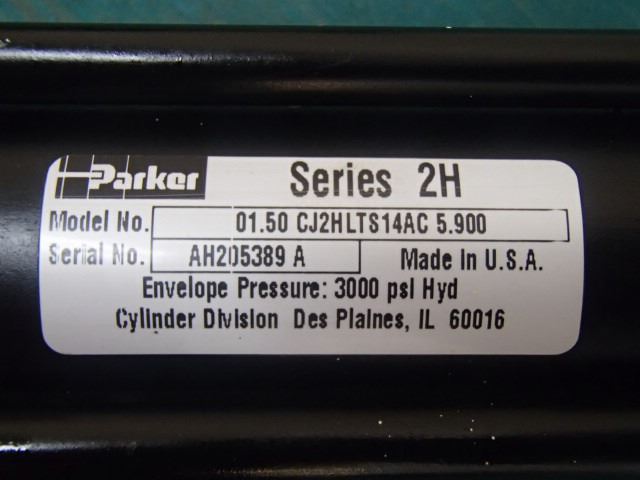 Parker Series 2H
Model No. 01.50 CJ2HLTS14AC 5.900
Serial No. AH205389 A Made In U.S.A.
Envelope Pressure: 3000 psi Hyd
Cylinder Division Des Plaines, IL 60016